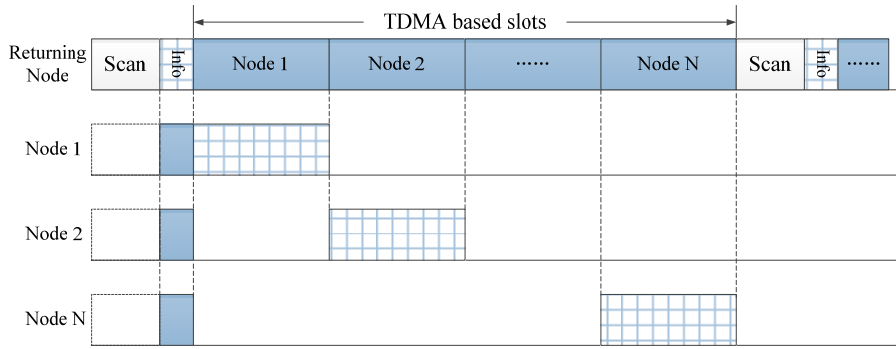 TDMA based slots
Returning
Node
Scan
Info
Node 1
Node 2
......
Node N
Scan
Info
......
Node 1
Node 2
Node N